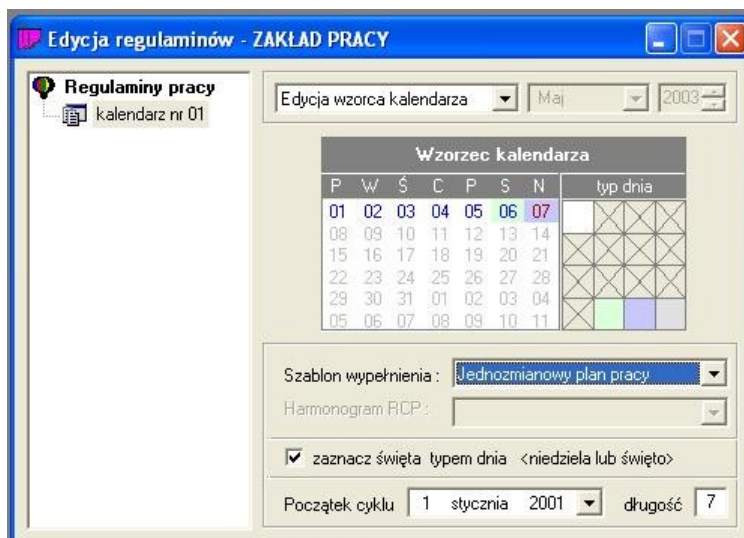 Edycja regulaminów - ZAKŁAD PRACY
Regulaminy pracy
kalendarz nr 01
Edycja wzorca kalendarza Maj 2003
Wzorzec kalendarza
P W Ś C P S N typ dnia
01 02 03 04 05 06 07
08 09 10 11 12 13 14
15 16 17 18 19 20 21
22 23 24 25 26 27 28
29 30 31 01 02 03 04
05 06 07 08 09 10 11
Szablon wypełnienia : Jednozmianowy plan pracy
Harmonogram RCP :
zaznacz święta typem dnia <niedziela lub święto>
Początek cyklu 1 stycznia 2001 długość 7